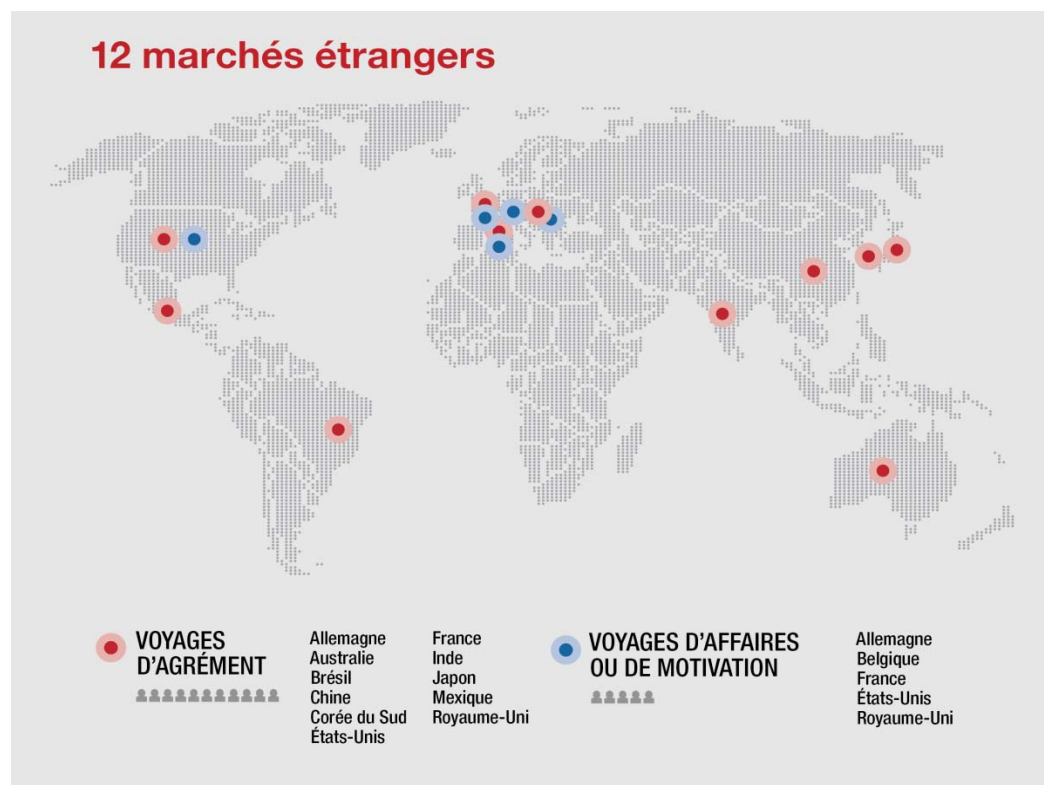 12 marchés étrangers
VOYAGES
D'AGRÉMENT
Allemagne
Australie
Brésil
Chine
Corée du Sud
États-Unis
France
Inde
Japon
Mexique
Royaume-Uni
VOYAGES D'AFFAIRES
OU DE MOTIVATION
Allemagne
Belgique
France
États-Unis
Royaume-Uni